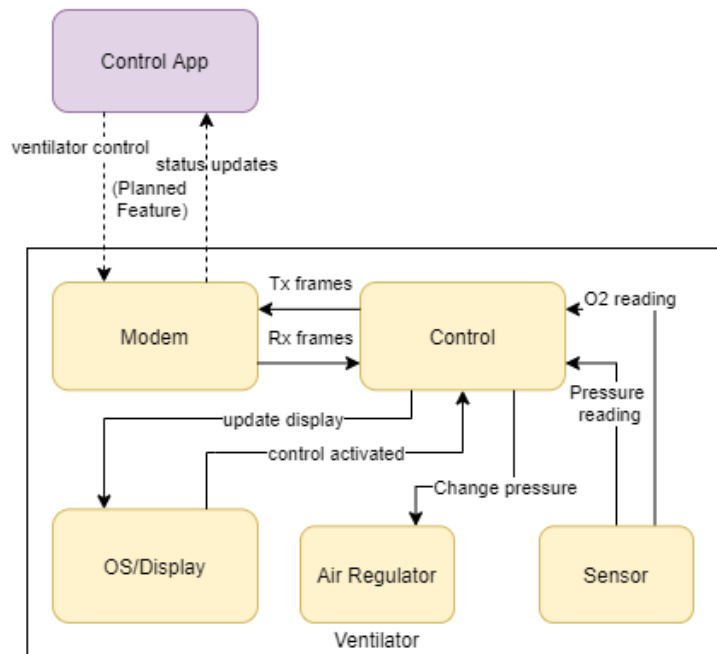 Control App
ventilator control
status updates
(Planned
Feature)
Tx frames
O2 reading
Modem
Control
Rx frames
Pressure
reading
update display
control activated
Change pressure
OS/Display
Air Regulator
Sensor
Ventilator